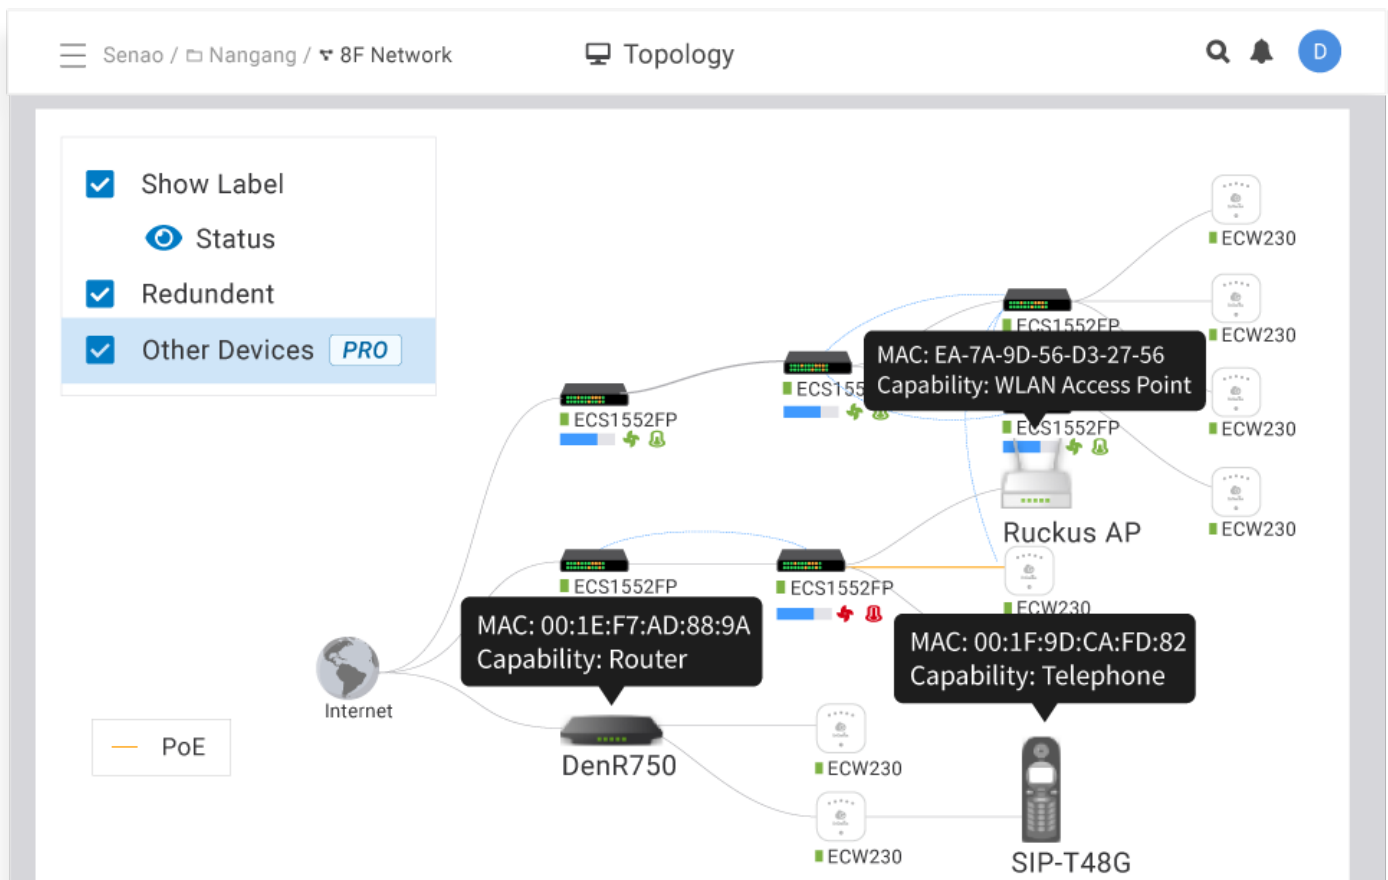 Senao / Nangang / 8F Network
Topology
D
Show Label
Status
Redundent
Other Devices PRO
ECW230
ECS1552FP
ECW230
MAC: EA-7A-9D-56-D3-27-56
Capability: WLAN Access Point
ECS155
ECS1552FP
ECS1552FP
ECW230
ECW230
Ruckus AP
ECS1552FP
ECS1552FP
ECW230
MAC: 00:1E:F7:AD:88:9A
Capability: Router
MAC: 00:1F:9D:CA:FD:82
Capability: Telephone
Internet
PoE
DenR750
ECW230
ECW230
SIP-T48G